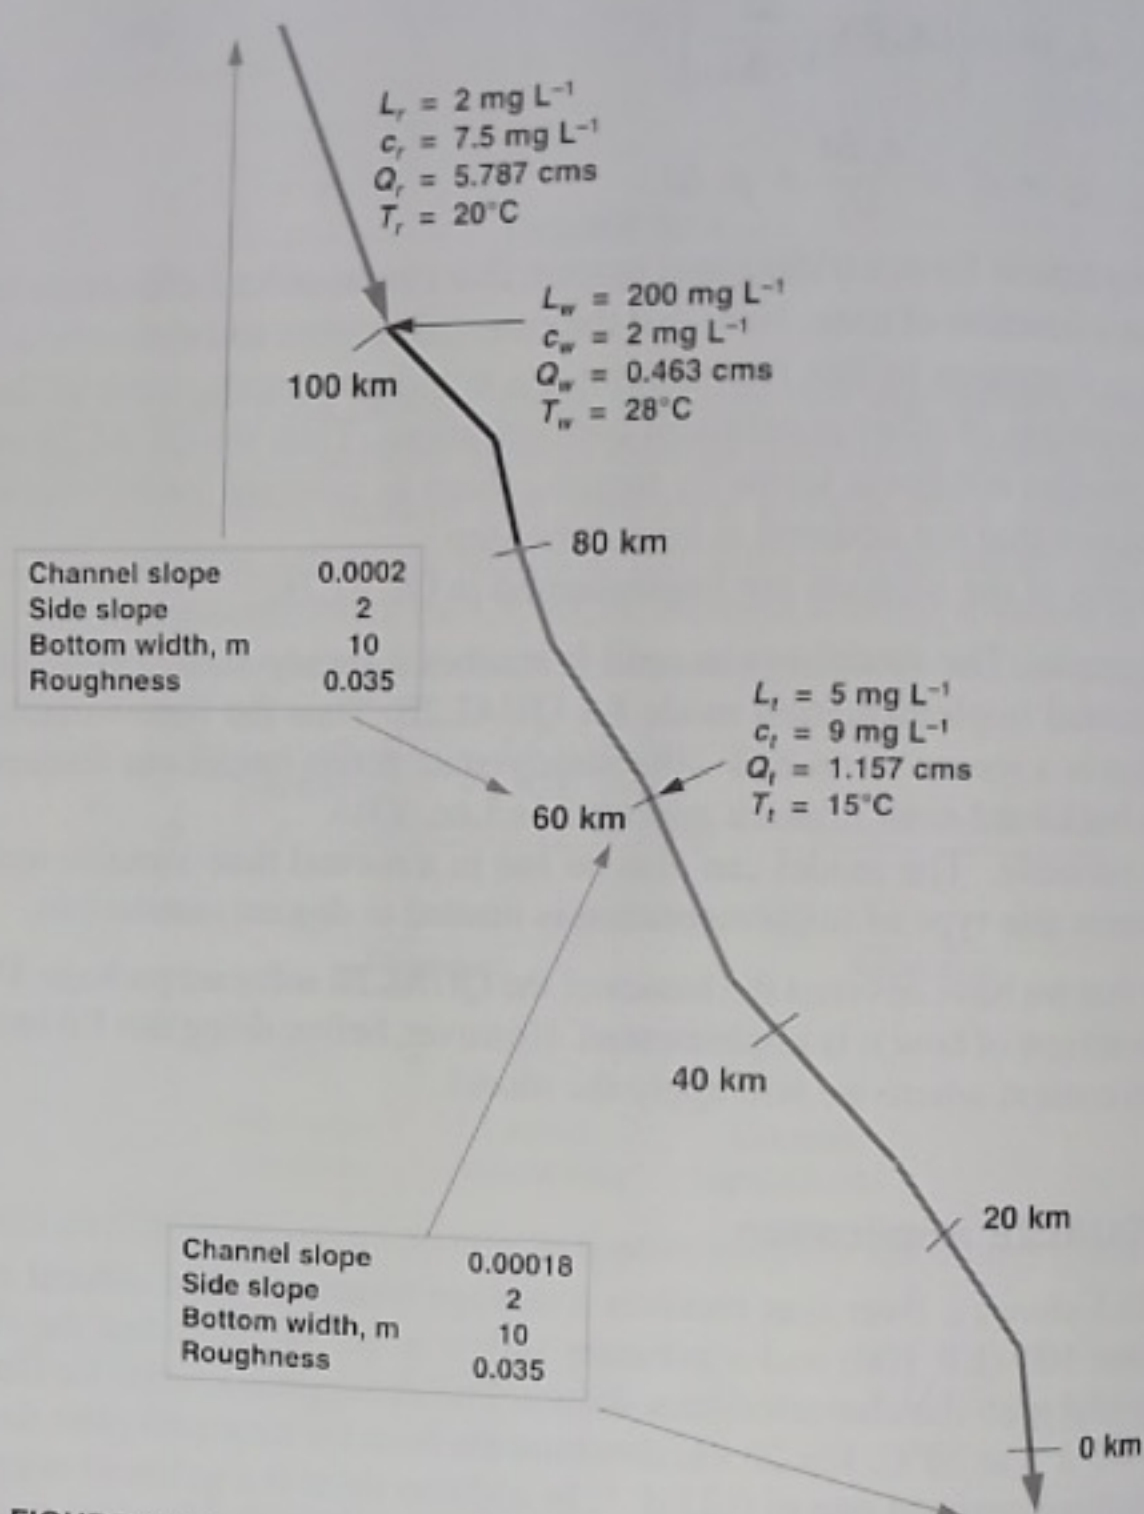 L_r = 2 mg L⁻¹
c_r = 7.5 mg L⁻¹
Q_r = 5.787 cms
T_r = 20°C
L_w = 200 mg L⁻¹
c_w = 2 mg L⁻¹
Q_w = 0.463 cms
T_w = 28°C
100 km
80 km
Channel slope 0.0002
Side slope 2
Bottom width, m 10
Roughness 0.035
L_t = 5 mg L⁻¹
c_t = 9 mg L⁻¹
Q_t = 1.157 cms
T_t = 15°C
60 km
40 km
20 km
Channel slope 0.00018
Side slope 2
Bottom width, m 10
Roughness 0.035
0 km